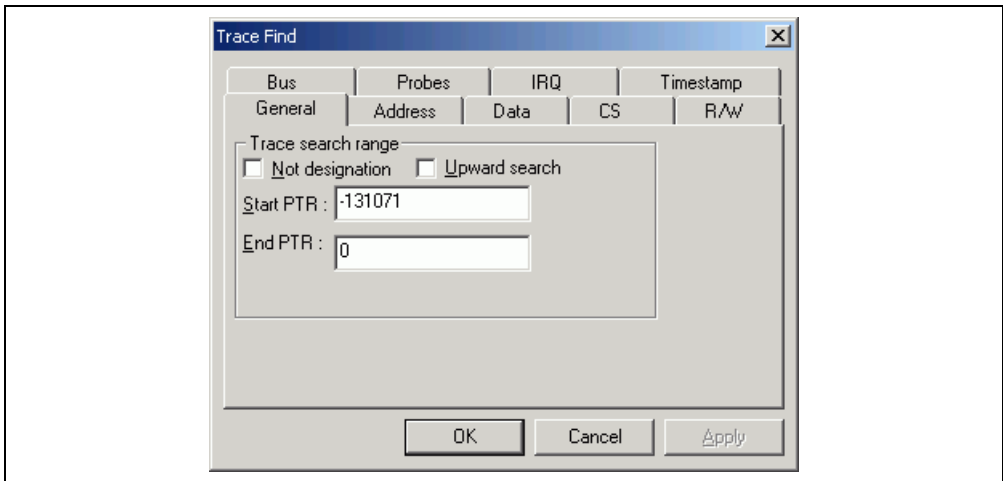 Trace Find
Bus Probes IRQ Timestamp
General Address Data CS R/W
Trace search range
Not designation Upward search
Start PTR : -131071
End PTR : 0
OK Cancel Apply